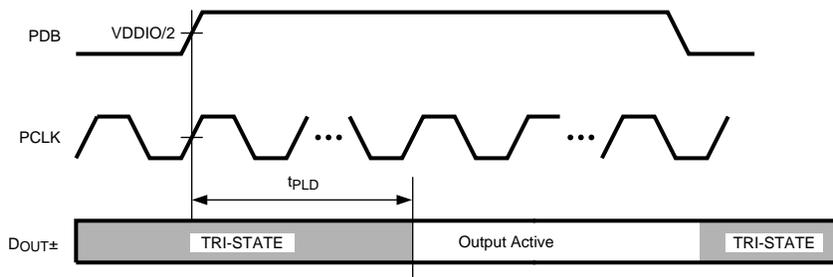 PDB
VDDIO/2
PCLK
tPLD
DOUT±
TRI-STATE
Output Active
TRI-STATE